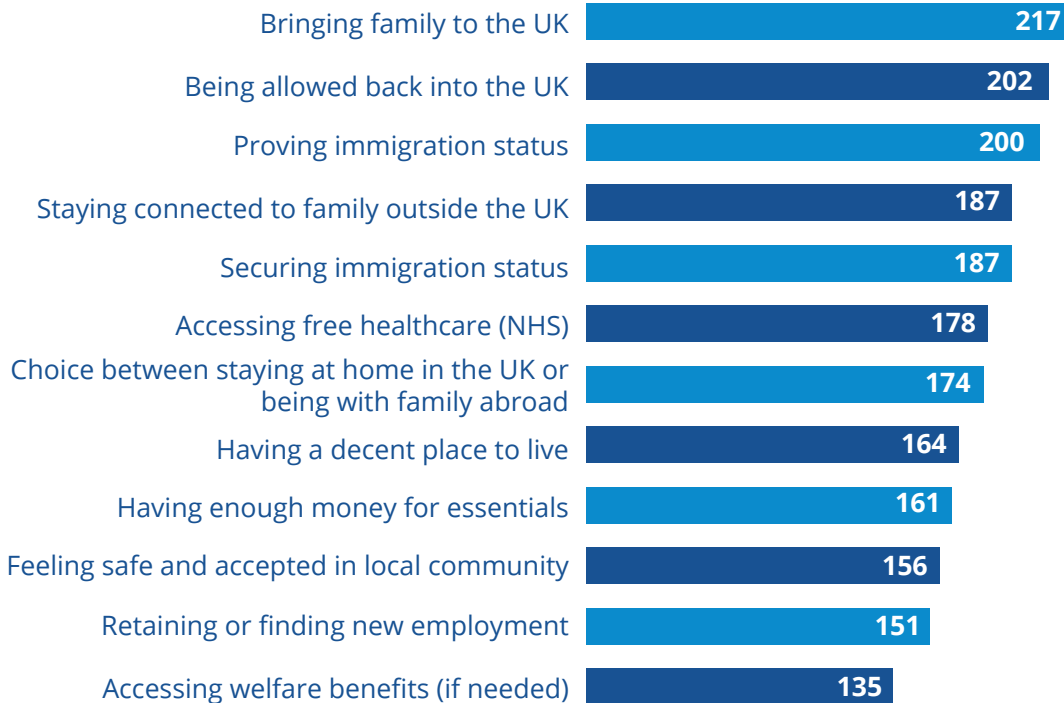 Bringing family to the UK 217
Being allowed back into the UK 202
Proving immigration status 200
Staying connected to family outside the UK 187
Securing immigration status 187
Accessing free healthcare (NHS) 178
Choice between staying at home in the UK or
being with family abroad 174
Having a decent place to live 164
Having enough money for essentials 161
Feeling safe and accepted in local community 156
Retaining or finding new employment 151
Accessing welfare benefits (if needed) 135